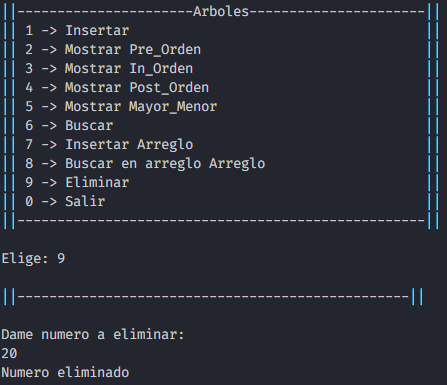 ||----------------------Arboles----------------------||
|| 1 -> Insertar ||
|| 2 -> Mostrar Pre_Orden ||
|| 3 -> Mostrar In_Orden ||
|| 4 -> Mostrar Post_Orden ||
|| 5 -> Mostrar Mayor_Menor ||
|| 6 -> Buscar ||
|| 7 -> Insertar Arreglo ||
|| 8 -> Buscar en arreglo Arreglo ||
|| 9 -> Eliminar ||
|| 0 -> Salir ||
||---------------------------------------------------||
Elige: 9
||-------------------------------------------------||
Dame numero a eliminar:
20
Numero eliminado